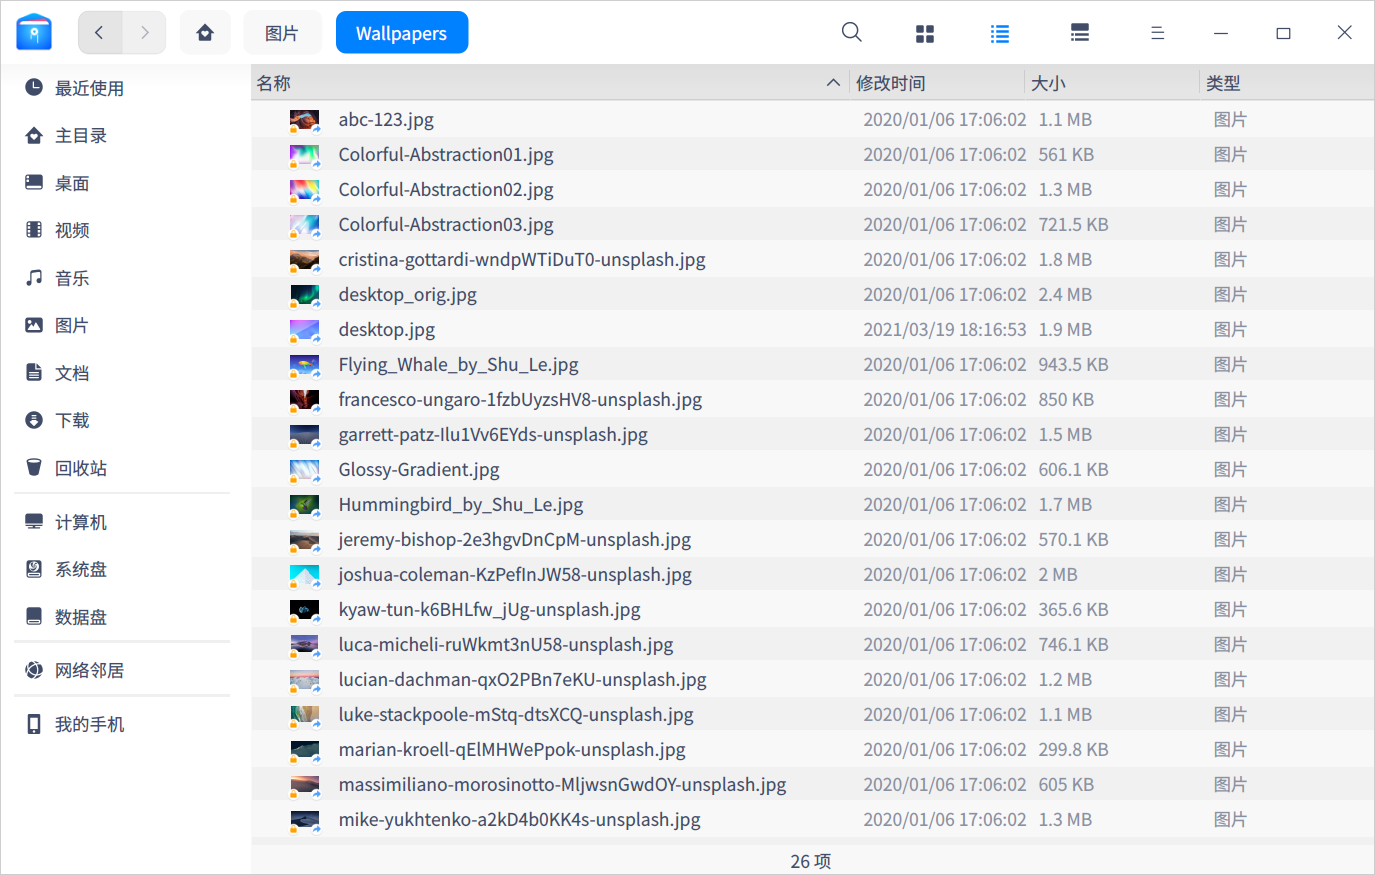 图片
Wallpapers
最近使用
主目录
桌面
视频
音乐
图片
文档
下载
回收站
计算机
系统盘
数据盘
网络邻居
我的手机
名称 修改时间 大小 类型
abc-123.jpg 2020/01/06 17:06:02 1.1 MB 图片
Colorful-Abstraction01.jpg 2020/01/06 17:06:02 561 KB 图片
Colorful-Abstraction02.jpg 2020/01/06 17:06:02 1.3 MB 图片
Colorful-Abstraction03.jpg 2020/01/06 17:06:02 721.5 KB 图片
cristina-gottardi-wndpWTiDuT0-unsplash.jpg 2020/01/06 17:06:02 1.8 MB 图片
desktop_orig.jpg 2020/01/06 17:06:02 2.4 MB 图片
desktop.jpg 2021/03/19 18:16:53 1.9 MB 图片
Flying_Whale_by_Shu_Le.jpg 2020/01/06 17:06:02 943.5 KB 图片
francesco-ungaro-1fzbUyzsHV8-unsplash.jpg 2020/01/06 17:06:02 850 KB 图片
garrett-patz-Ilu1Vv6EYds-unsplash.jpg 2020/01/06 17:06:02 1.5 MB 图片
Glossy-Gradient.jpg 2020/01/06 17:06:02 606.1 KB 图片
Hummingbird_by_Shu_Le.jpg 2020/01/06 17:06:02 1.7 MB 图片
jeremy-bishop-2e3hgvDnCpM-unsplash.jpg 2020/01/06 17:06:02 570.1 KB 图片
joshua-coleman-KzPefInJW58-unsplash.jpg 2020/01/06 17:06:02 2 MB 图片
kyaw-tun-k6BHLfw_jUg-unsplash.jpg 2020/01/06 17:06:02 365.6 KB 图片
luca-micheli-ruWkmt3nU58-unsplash.jpg 2020/01/06 17:06:02 746.1 KB 图片
lucian-dachman-qxO2PBn7eKU-unsplash.jpg 2020/01/06 17:06:02 1.2 MB 图片
luke-stackpoole-mStq-dtsXCQ-unsplash.jpg 2020/01/06 17:06:02 1.1 MB 图片
marian-kroell-qElMHWePpok-unsplash.jpg 2020/01/06 17:06:02 299.8 KB 图片
massimiliano-morosinotto-MljwsnGwdOY-unsplash.jpg 2020/01/06 17:06:02 605 KB 图片
mike-yukhtenko-a2kD4b0KK4s-unsplash.jpg 2020/01/06 17:06:02 1.3 MB 图片
26 项